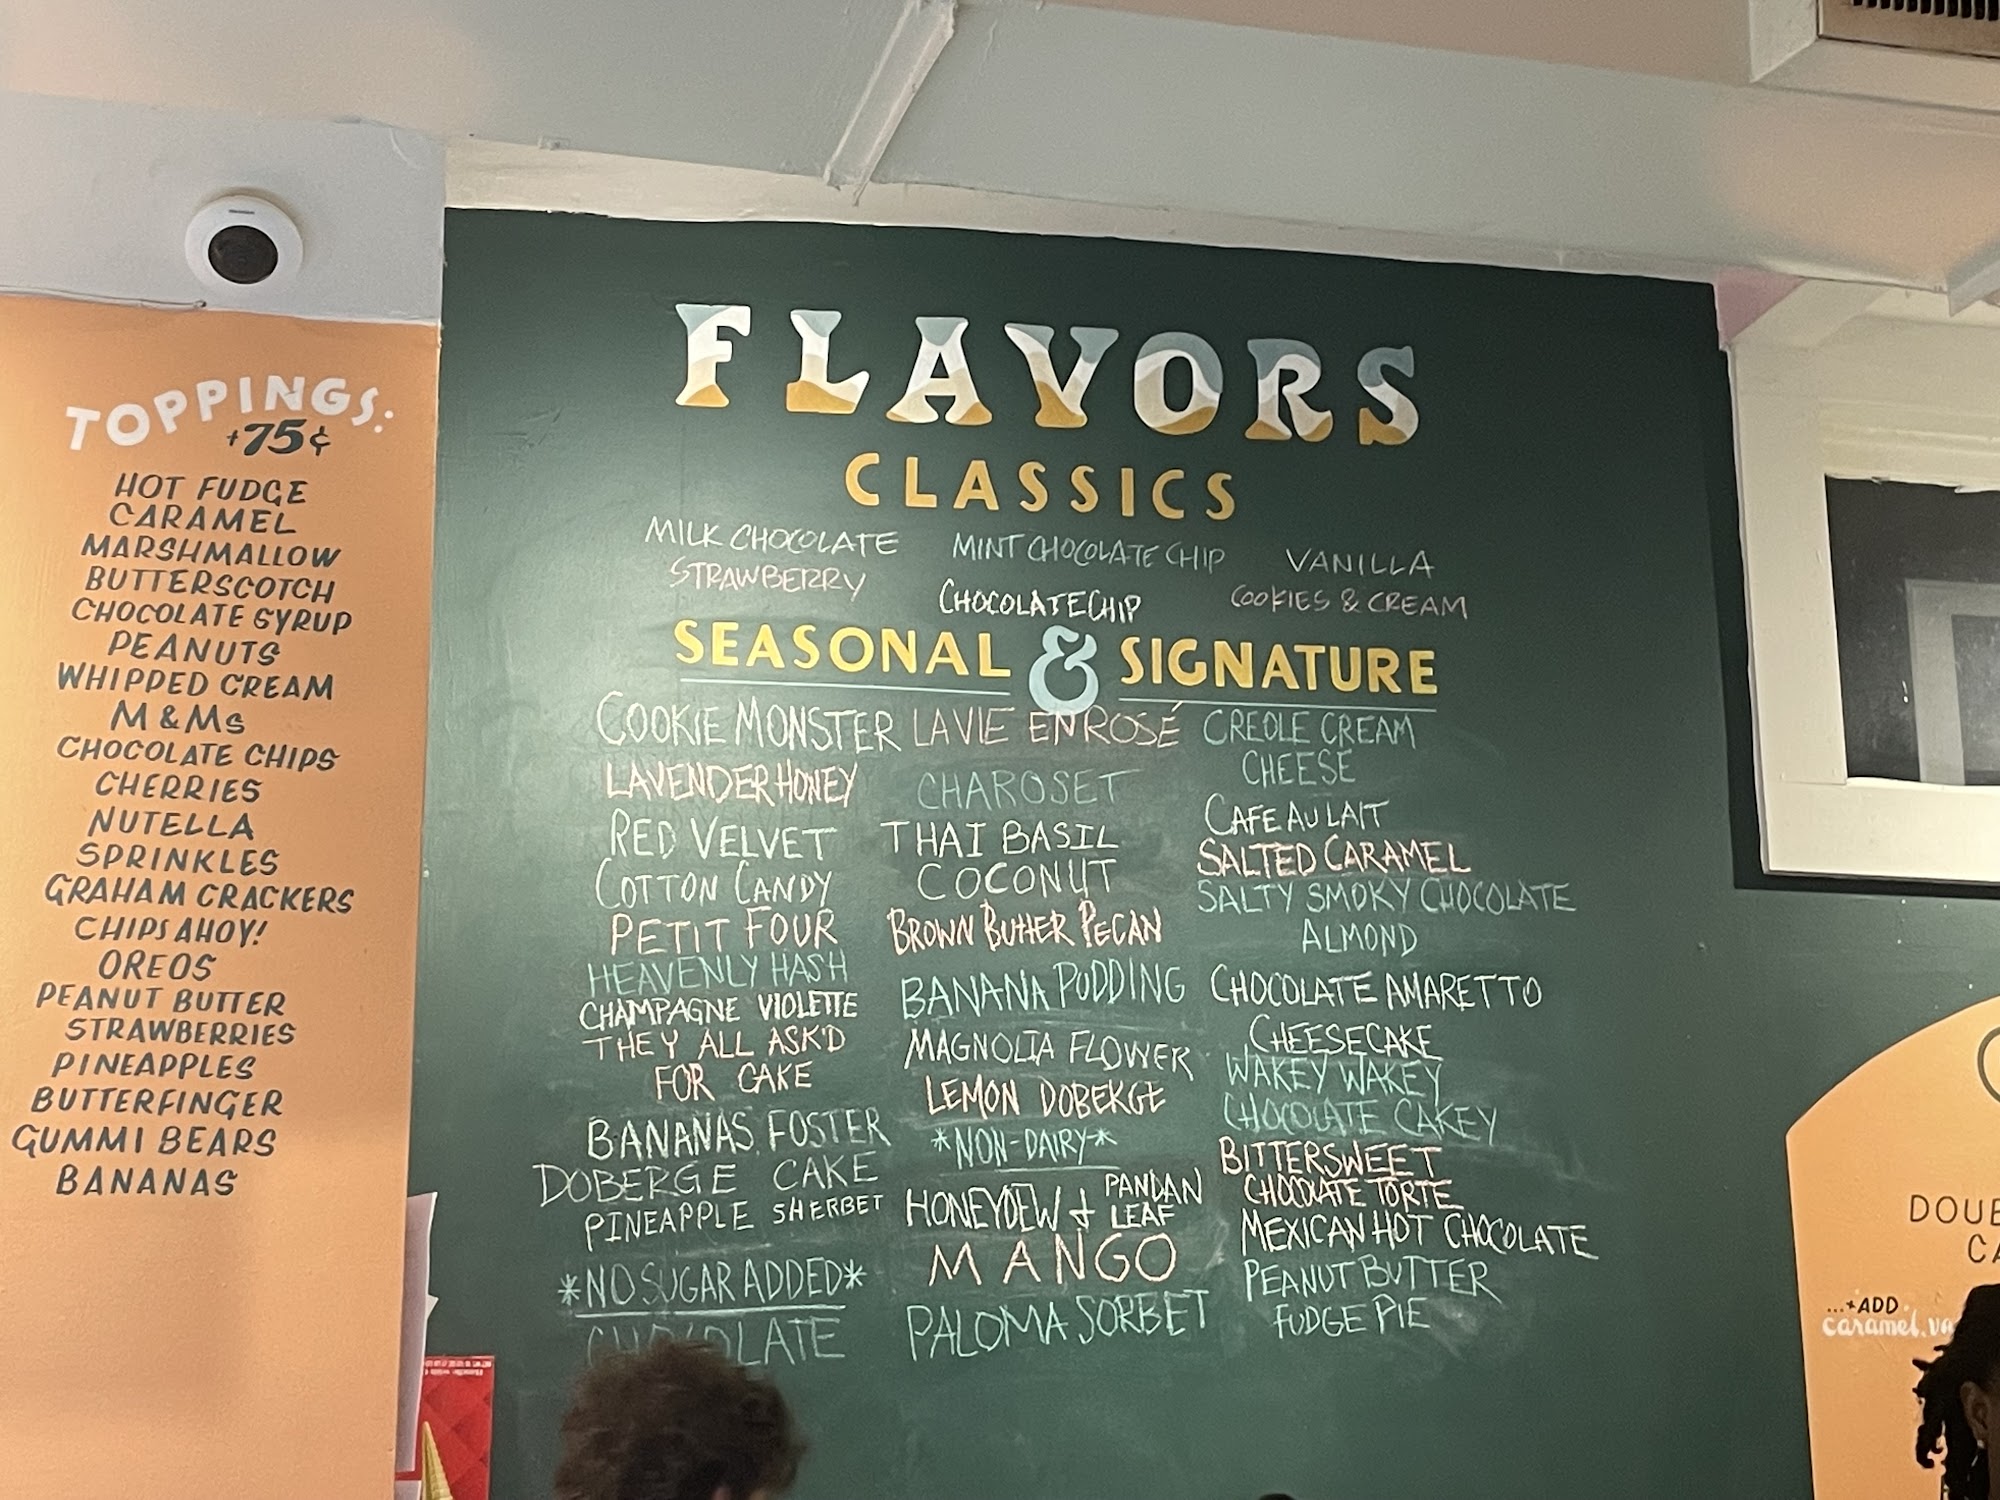 TOPPINGS:
+75¢
HOT FUDGE
CARAMEL
MARSHMALLOW
BUTTERSCOTCH
CHOCOLATE SYRUP
PEANUTS
WHIPPED CREAM
M & Ms
CHOCOLATE CHIPS
CHERRIES
NUTELLA
SPRINKLES
GRAHAM CRACKERS
CHIPS AHOY!
OREOS
PEANUT BUTTER
STRAWBERRIES
PINEAPPLES
BUTTERFINGER
GUMMI BEARS
BANANAS
FLAVORS
CLASSICS
MILK CHOCOLATE MINT CHOCOLATE CHIP VANILLA
STRAWBERRY CHOCOLATE CHIP COOKIES & CREAM
SEASONAL & SIGNATURE
COOKIE MONSTER
LAVENDER HONEY
RED VELVET
COTTON CANDY
PETIT FOUR
HEAVENLY HASH
CHAMPAGNE VIOLETTE
THEY ALL ASK'D
FOR CAKE
BANANAS FOSTER
DOBERGE CAKE
PINEAPPLE SHERBET
*NO SUGAR ADDED*
CHOCOLATE
LA VIE EN ROSÉ
CHAROSET
THAI BASIL
COCONUT
BROWN BUTTER PECAN
BANANA PUDDING
MAGNOLIA FLOWER
LEMON DOBERGE
*NON-DAIRY*
HONEYDEW + PANDAN
LEAF
MANGO
PALOMA SORBET
CREOLE CREAM
CHEESE
CAFE AU LAIT
SALTED CARAMEL
SALTY SMOKY CHOCOLATE
ALMOND
CHOCOLATE AMARETTO
CHEESECAKE
WAKEY WAKEY
CHOCOLATE CAKEY
BITTERSWEET
CHOCOLATE TORTE
MEXICAN HOT CHOCOLATE
PEANUT BUTTER
FUDGE PIE
...+ADD
caramel,